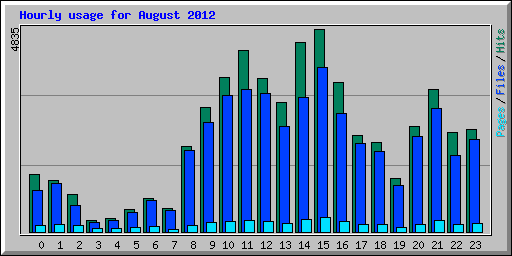 Hourly usage for August 2012
4835
Pages/Files/Hits
0 1 2 3 4 5 6 7 8 9 10 11 12 13 14 15 16 17 18 19 20 21 22 23